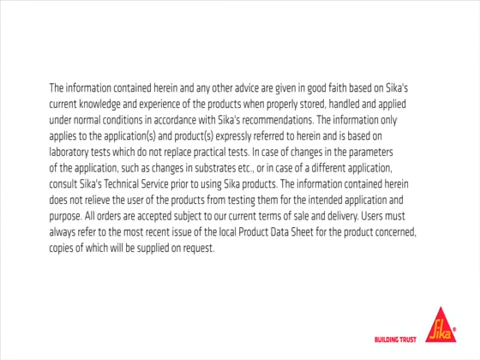 The information contained herein and any other advice are given in good faith based on Sika's
current knowledge and experience of the products when properly stored, handled and applied
under normal conditions in accordance with Sika's recommendations. The information only
applies to the application(s) and product(s) expressly referred to herein and is based on
laboratory tests which do not replace practical tests. In case of changes in the parameters
of the application, such as changes in substrates etc., or in case of a different application,
consult Sika's Technical Service prior to using Sika products. The information contained herein
does not relieve the user of the products from testing them for the intended application and
purpose. All orders are accepted subject to our current terms of sale and delivery. Users must
always refer to the most recent issue of the local Product Data Sheet for the product concerned,
copies of which will be supplied on request.
BUILDING TRUST
Sika®